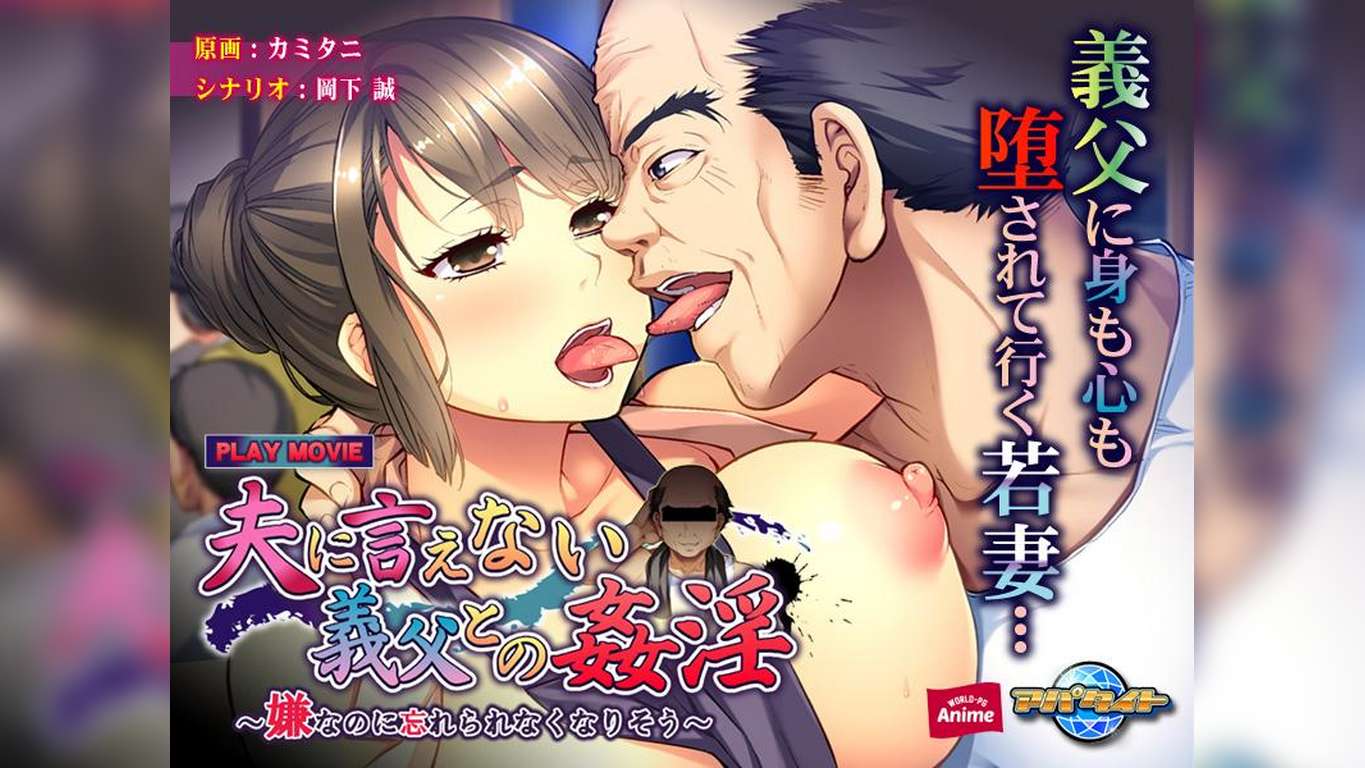 原画：カミタニ
シナリオ：岡下 誠
義父に身も心も
堕されて行く若妻…
PLAY MOVIE
夫に言えない
義父との姦淫
～嫌なのに忘れられなくなりそう～
WORLD-PG
Anime
アパタイト